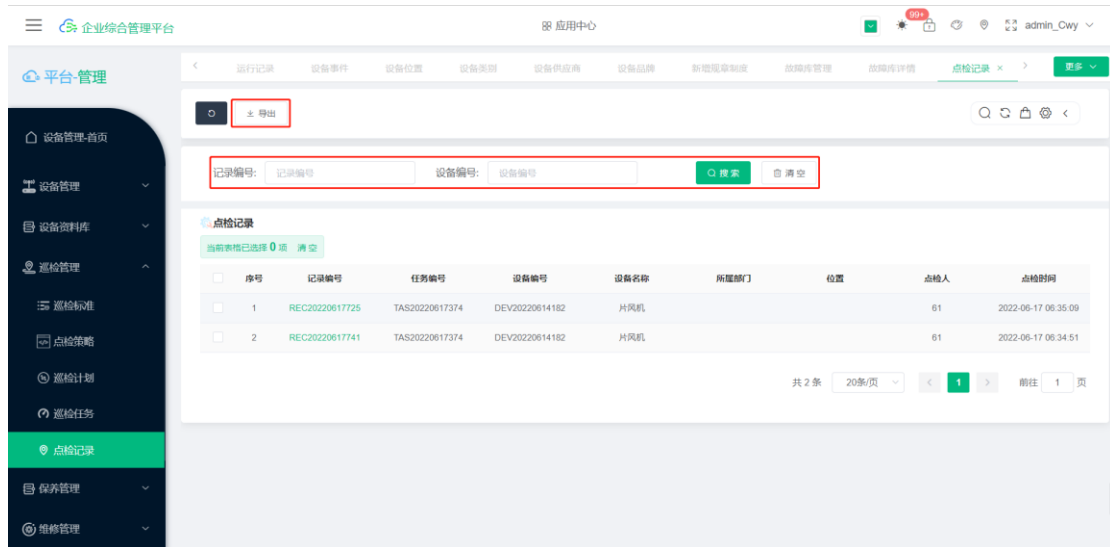 企业综合管理平台
应用中心
99+
admin_Cwy
平台-管理
运行记录 设备事件 设备位置 设备类别 设备供应商 设备品牌 新增规章制度 故障库管理 故障库详情 点检记录 × 更多
导出
设备管理-首页
记录编号: 记录编号 设备编号: 设备编号 搜索 清空
设备管理
设备资料库
点检记录
当前表格已选择 0 项 清空
巡检管理
序号 记录编号 任务编号 设备编号 设备名称 所属部门 位置 点检人 点检时间
巡检标准
1 REC20220617725 TAS20220617374 DEV20220614182 片风机 61 2022-06-17 06:35:09
点检策略
2 REC20220617741 TAS20220617374 DEV20220614182 片风机 61 2022-06-17 06:34:51
巡检计划
共 2 条 20条/页 1 前往 1 页
巡检任务
点检记录
保养管理
维修管理